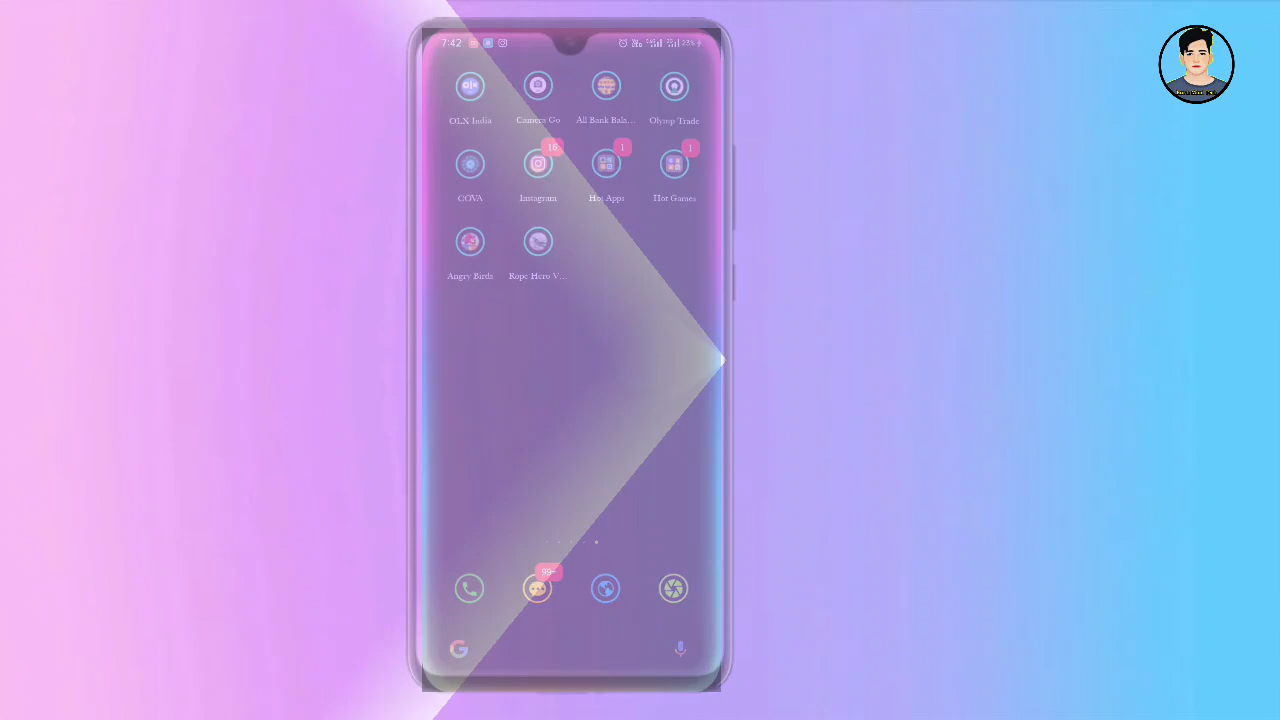 7:42
23%
OLX India
Camera Go
All Bank Bala...
Olymp Trade
16
1
1
COVA
Instagram
Hot Apps
Hot Games
Angry Birds
Rope Hero V...
99+
G